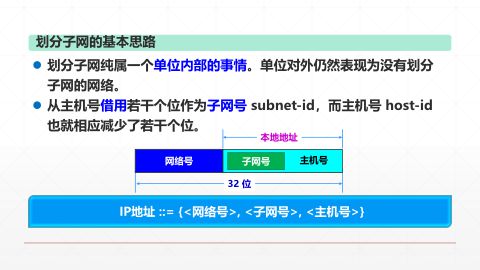 划分子网的基本思路
划分子网纯属一个单位内部的事情。单位对外仍然表现为没有划分
子网的网络。
从主机号借用若干个位作为子网号 subnet-id，而主机号 host-id
也就相应减少了若干个位。
本地地址
网络号 子网号 主机号
32 位
IP地址 ::= {<网络号>, <子网号>, <主机号>}